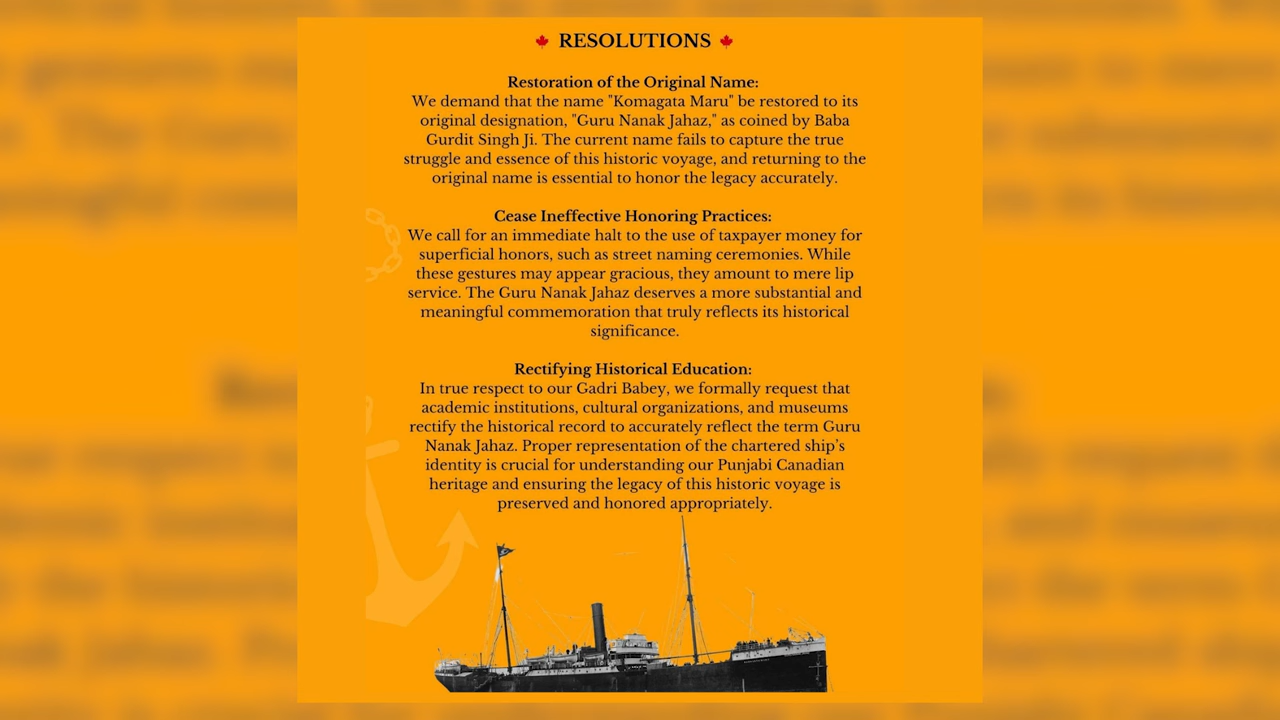 RESOLUTIONS
Restoration of the Original Name:
We demand that the name "Komagata Maru" be restored to its
original designation, "Guru Nanak Jahaz," as coined by Baba
Gurdit Singh Ji. The current name fails to capture the true
struggle and essence of this historic voyage, and returning to the
original name is essential to honor the legacy accurately.
Cease Ineffective Honoring Practices:
We call for an immediate halt to the use of taxpayer money for
superficial honors, such as street naming ceremonies. While
these gestures may appear gracious, they amount to mere lip
service. The Guru Nanak Jahaz deserves a more substantial and
meaningful commemoration that truly reflects its historical
significance.
Rectifying Historical Education:
In true respect to our Gadri Babey, we formally request that
academic institutions, cultural organizations, and museums
rectify the historical record to accurately reflect the term Guru
Nanak Jahaz. Proper representation of the chartered ship’s
identity is crucial for understanding our Punjabi Canadian
heritage and ensuring the legacy of this historic voyage is
preserved and honored appropriately.